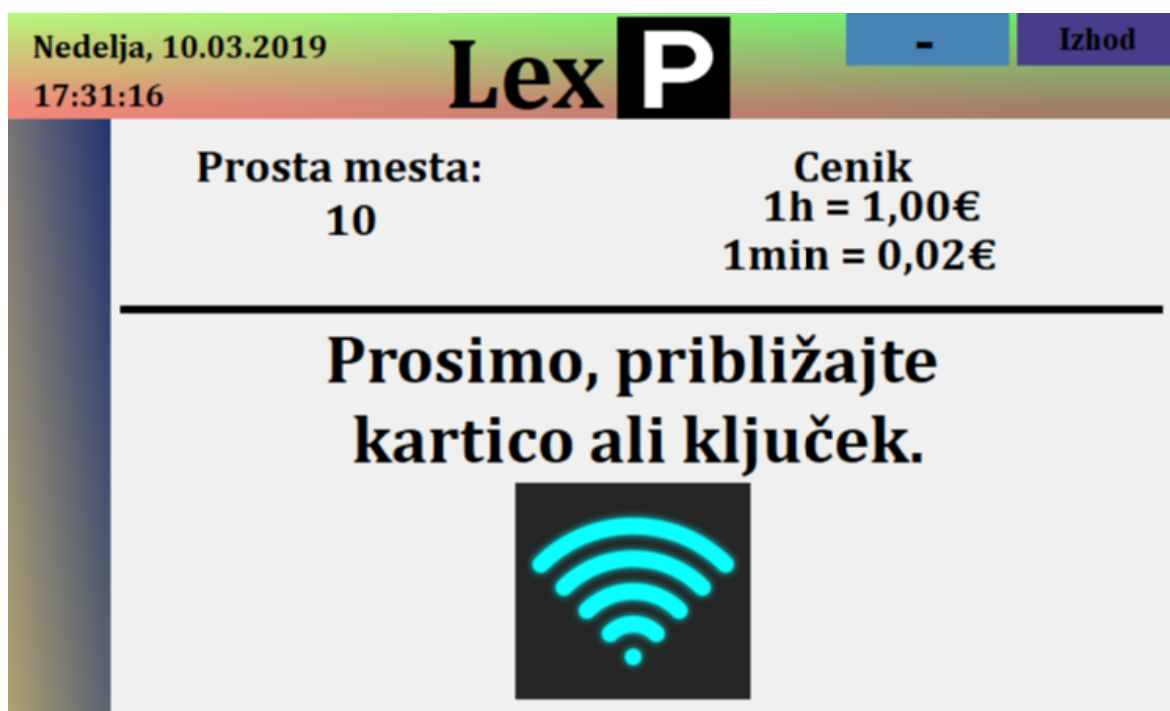 Nedelja, 10.03.2019
17:31:16
Lex P
-
Izhod
Prosta mesta:
10
Cenik
1h = 1,00€
1min = 0,02€
Prosimo, približajte
kartico ali ključek.